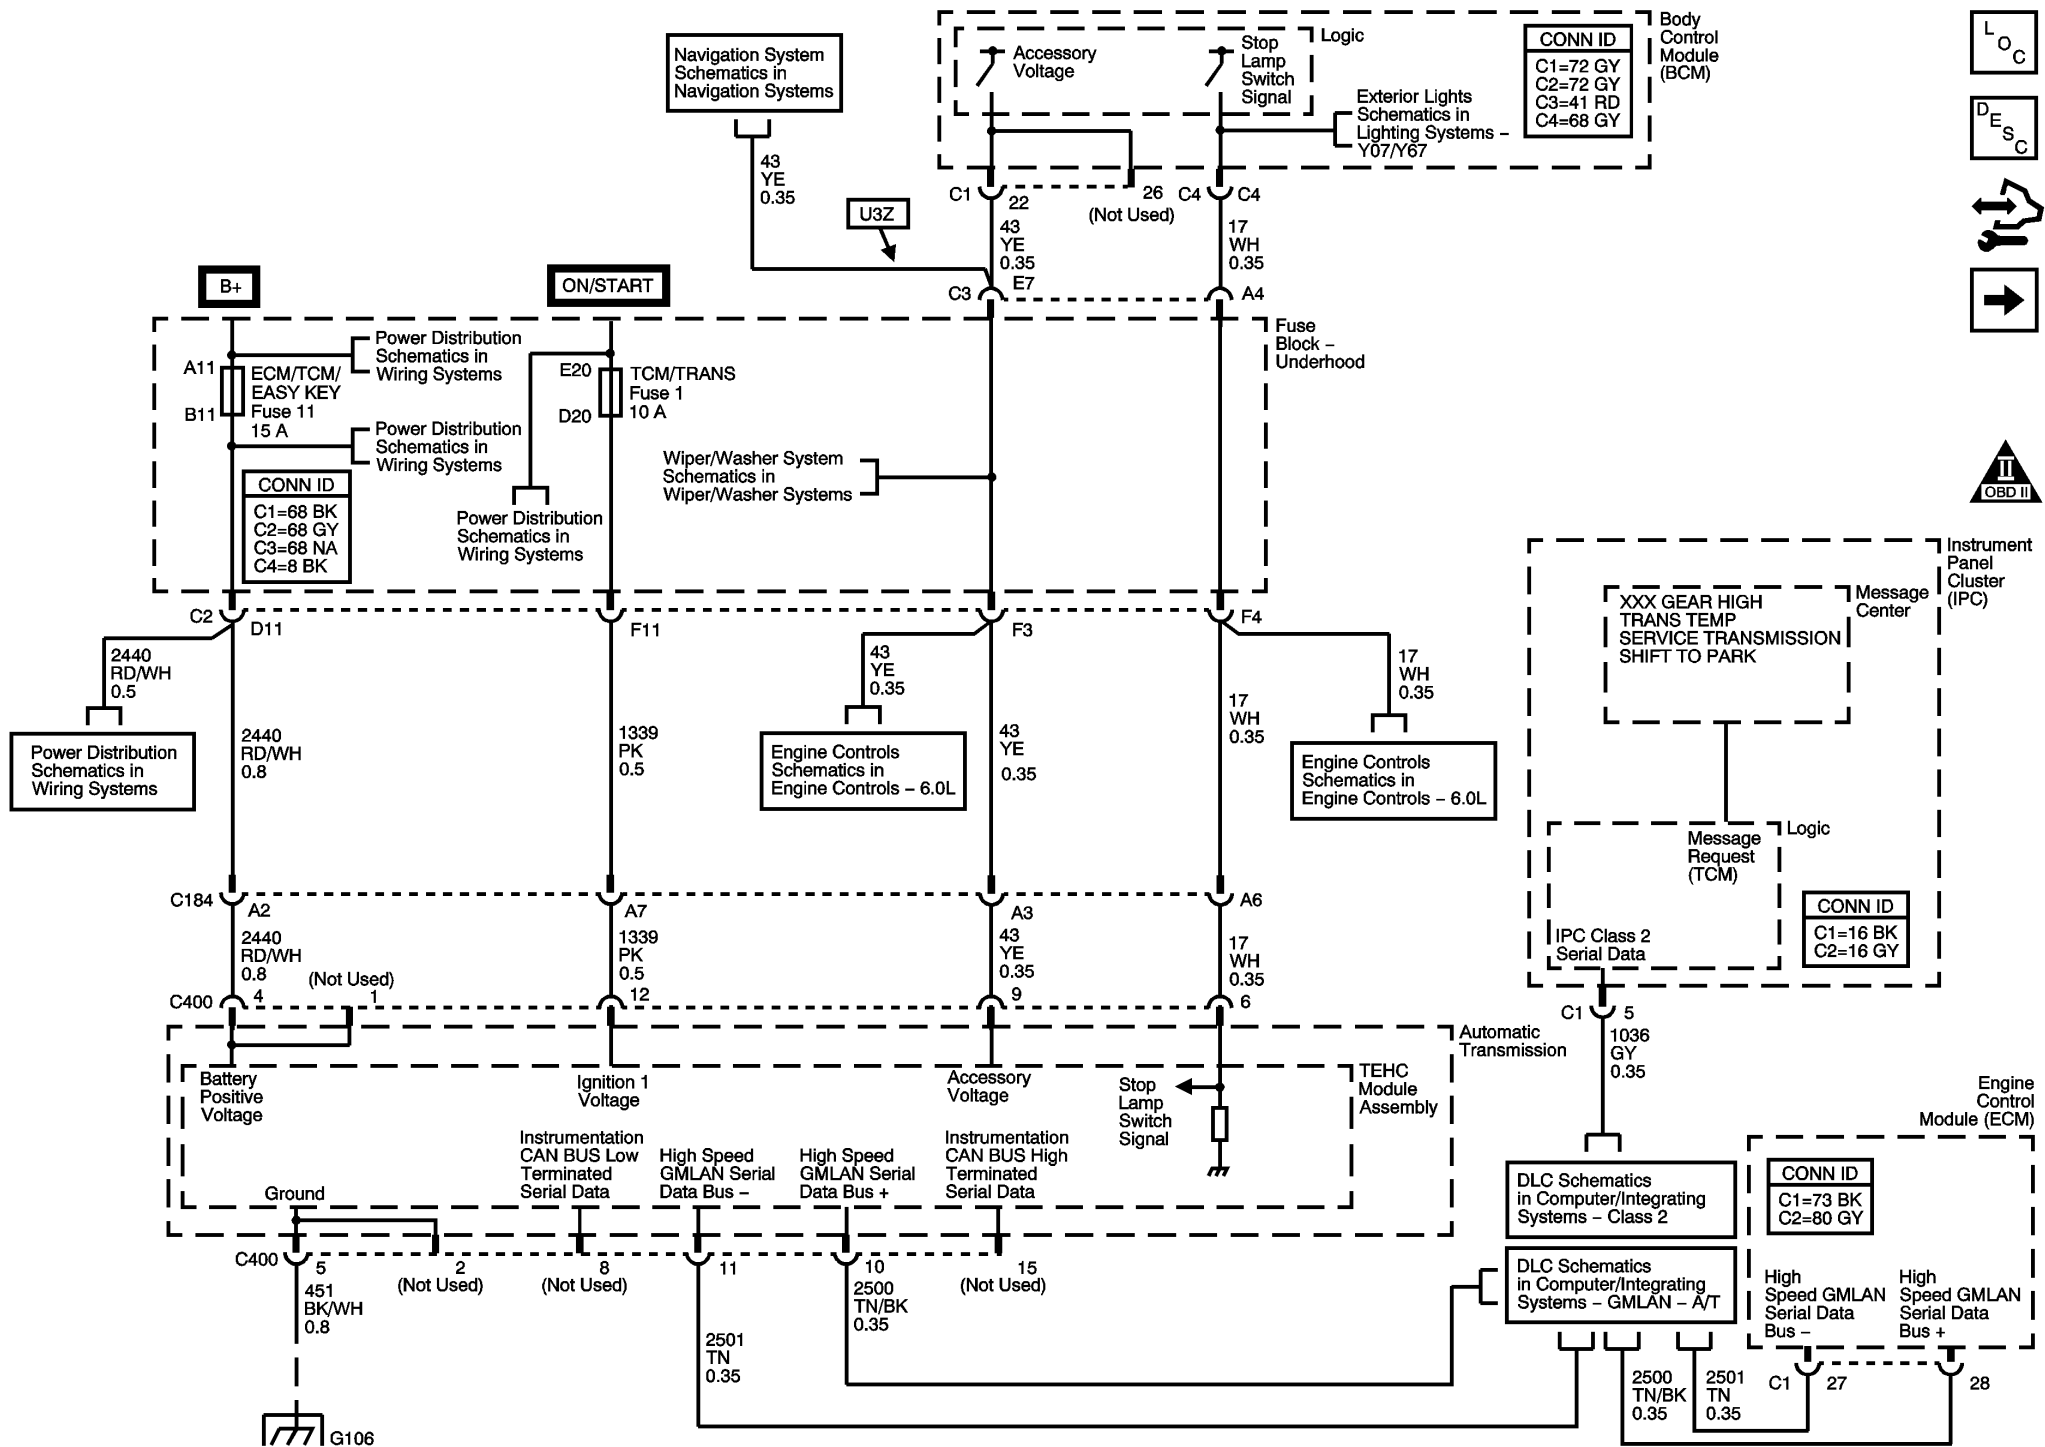 Navigation System
Schematics in
Navigation Systems
43
YE
0.35
U3Z
Accessory
Voltage
Stop
Lamp
Switch
Signal
Logic
Exterior Lights
Schematics in
Lighting Systems –
Y07/Y67
CONN ID
C1=72 GY
C2=72 GY
C3=41 RD
C4=68 GY
Body
Control
Module
(BCM)
L
O
C
D
E
S
C
C1
22
26
(Not Used)
C4
C4
43
YE
0.35
17
WH
0.35
C3
E7
A4
B+
ON/START
Fuse
Block –
Underhood
Power Distribution
Schematics in
Wiring Systems
A11
ECM/TCM/
EASY KEY
Fuse 11
15 A
B11
Power Distribution
Schematics in
Wiring Systems
E20
TCM/TRANS
Fuse 1
10 A
D20
Power Distribution
Schematics in
Wiring Systems
Wiper/Washer System
Schematics in
Wiper/Washer Systems
CONN ID
C1=68 BK
C2=68 GY
C3=68 NA
C4=8 BK
II
OBD II
C2
D11
F11
F3
F4
2440
RD/WH
0.5
Power Distribution
Schematics in
Wiring Systems
2440
RD/WH
0.8
1339
PK
0.5
43
YE
0.35
Engine Controls
Schematics in
Engine Controls – 6.0L
43
YE
0.35
17
WH
0.35
17
WH
0.35
Engine Controls
Schematics in
Engine Controls – 6.0L
Instrument
Panel
Cluster
(IPC)
Message
Center
XXX GEAR HIGH
TRANS TEMP
SERVICE TRANSMISSION
SHIFT TO PARK
Logic
Message
Request
(TCM)
IPC Class 2
Serial Data
CONN ID
C1=16 BK
C2=16 GY
C1
5
1036
GY
0.35
C184
A2
A7
A3
A6
2440
RD/WH
0.8
(Not Used)
1
1339
PK
0.5
43
YE
0.35
17
WH
0.35
C400
4
12
9
6
Automatic
Transmission
TEHC
Module
Assembly
Battery
Positive
Voltage
Ignition 1
Voltage
Accessory
Voltage
Stop
Lamp
Switch
Signal
Ground
Instrumentation
CAN BUS Low
Terminated
Serial Data
High Speed
GMLAN Serial
Data Bus –
High Speed
GMLAN Serial
Data Bus +
Instrumentation
CAN BUS High
Terminated
Serial Data
C400
5
2
(Not Used)
8
(Not Used)
11
10
15
(Not Used)
451
BK/WH
0.8
G106
2501
TN
0.35
2500
TN/BK
0.35
DLC Schematics
in Computer/Integrating
Systems – Class 2
DLC Schematics
in Computer/Integrating
Systems – GMLAN – A/T
Engine
Control
Module (ECM)
CONN ID
C1=73 BK
C2=80 GY
High
Speed GMLAN
Serial Data
Bus –
High
Speed GMLAN
Serial Data
Bus +
2500
TN/BK
0.35
2501
TN
0.35
C1
27
28